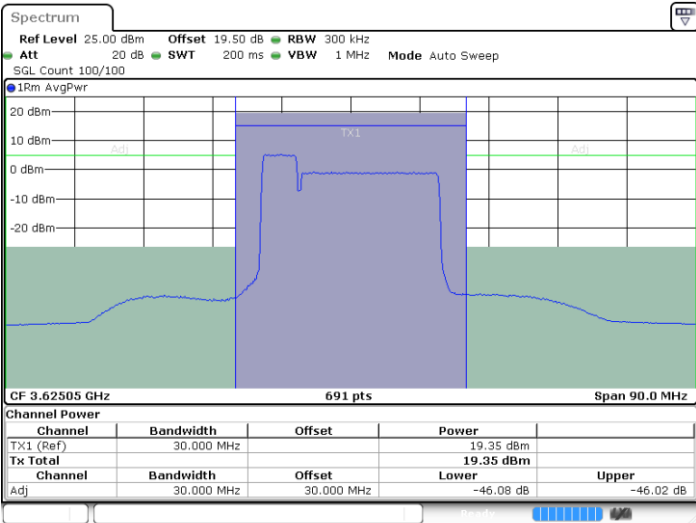 Spectrum
Ref Level 25.00 dBm Offset 19.50 dB RBW 300 kHz
Att 20 dB SWT 200 ms VBW 1 MHz Mode Auto Sweep
SGL Count 100/100
1Rm AvgPwr
20 dBm
TX1
10 dBm
Adj Adj
0 dBm
-10 dBm
-20 dBm
CF 3.62505 GHz 691 pts Span 90.0 MHz
Channel Power
Channel Bandwidth Offset Power
TX1 (Ref) 30.000 MHz 19.35 dBm
Tx Total 19.35 dBm
Channel Bandwidth Offset Lower Upper
Adj 30.000 MHz 30.000 MHz -46.08 dB -46.02 dB
Ready